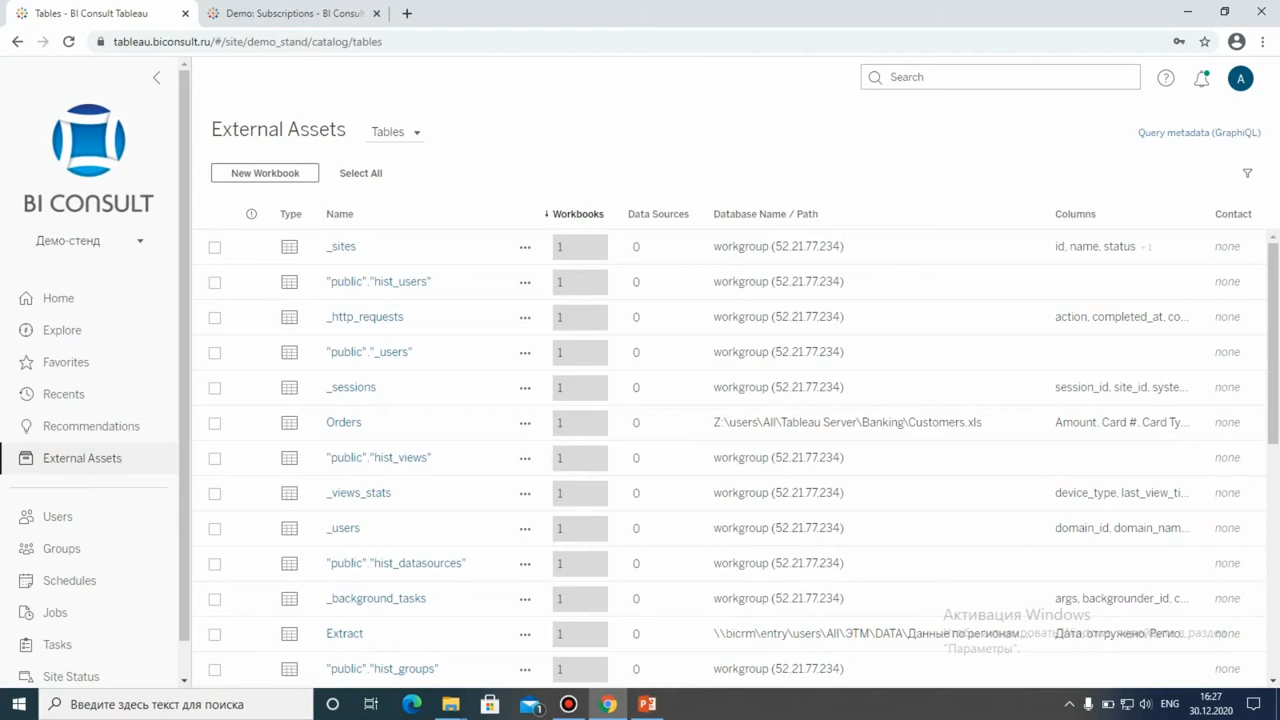 Tables - BI Consult Tableau
Demo: Subscriptions - BI Consult
tableau.biconsult.ru/#/site/demo_stand/catalog/tables
Search
A
BI CONSULT
Демо-стенд
Home
Explore
Favorites
Recents
Recommendations
External Assets
Users
Groups
Schedules
Jobs
Tasks
Site Status
External Assets Tables
Query metadata (GraphiQL)
New Workbook Select All
Type Name ↓ Workbooks Data Sources Database Name / Path Columns Contact
_sites ... 1 0 workgroup (52.21.77.234) id, name, status + 1 none
"public"."hist_users" ... 1 0 workgroup (52.21.77.234) none
_http_requests ... 1 0 workgroup (52.21.77.234) action, completed_at, co... none
"public"."_users" ... 1 0 workgroup (52.21.77.234) none
_sessions ... 1 0 workgroup (52.21.77.234) session_id, site_id, syste... none
Orders ... 1 0 Z:\users\All\Tableau Server\Banking\Customers.xls Amount, Card #, Card Ty... none
"public"."hist_views" ... 1 0 workgroup (52.21.77.234) none
_views_stats ... 1 0 workgroup (52.21.77.234) device_type, last_view_ti... none
_users ... 1 0 workgroup (52.21.77.234) domain_id, domain_nam... none
"public"."hist_datasources" ... 1 0 workgroup (52.21.77.234) none
_background_tasks ... 1 0 workgroup (52.21.77.234) args, backgrounder_id, c... none
Extract ... 1 0 \\bicrm\entry\users\All\ЭТМ\DATA\Данные по регионам... Дата, отгружено, Регио... none
"public"."hist_groups" ... 1 0 workgroup (52.21.77.234) none
Активация Windows
"Параметры".
Введите здесь текст для поиска
1
16:27
30.12.2020